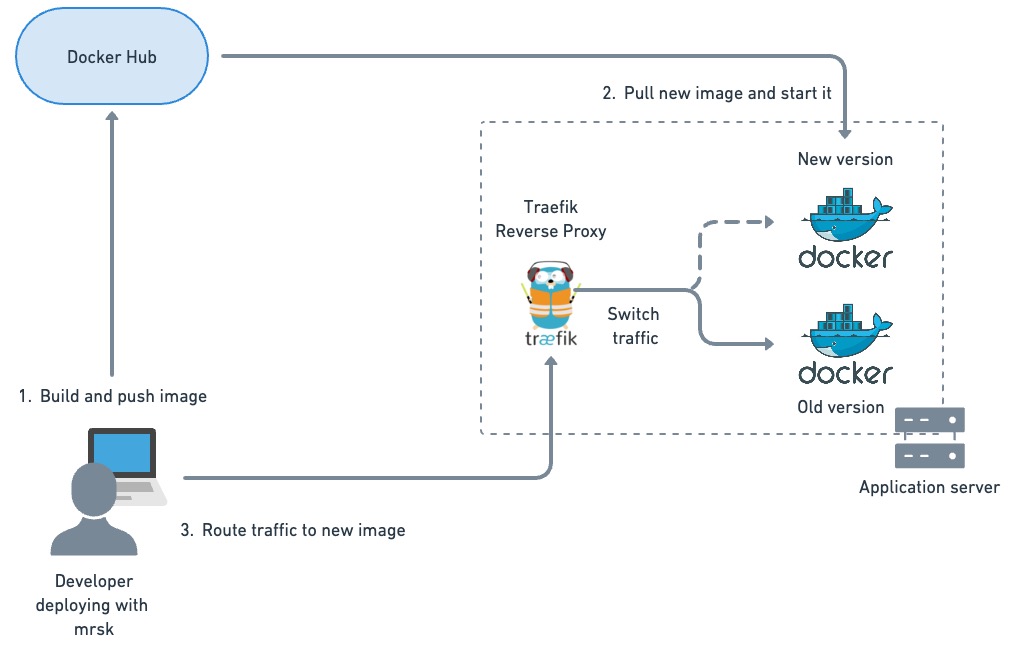 Docker Hub
2. Pull new image and start it
New version
docker
Traefik
Reverse Proxy
træfik
Switch
traffic
docker
Old version
1. Build and push image
Application server
3. Route traffic to new image
Developer
deploying with
mrsk